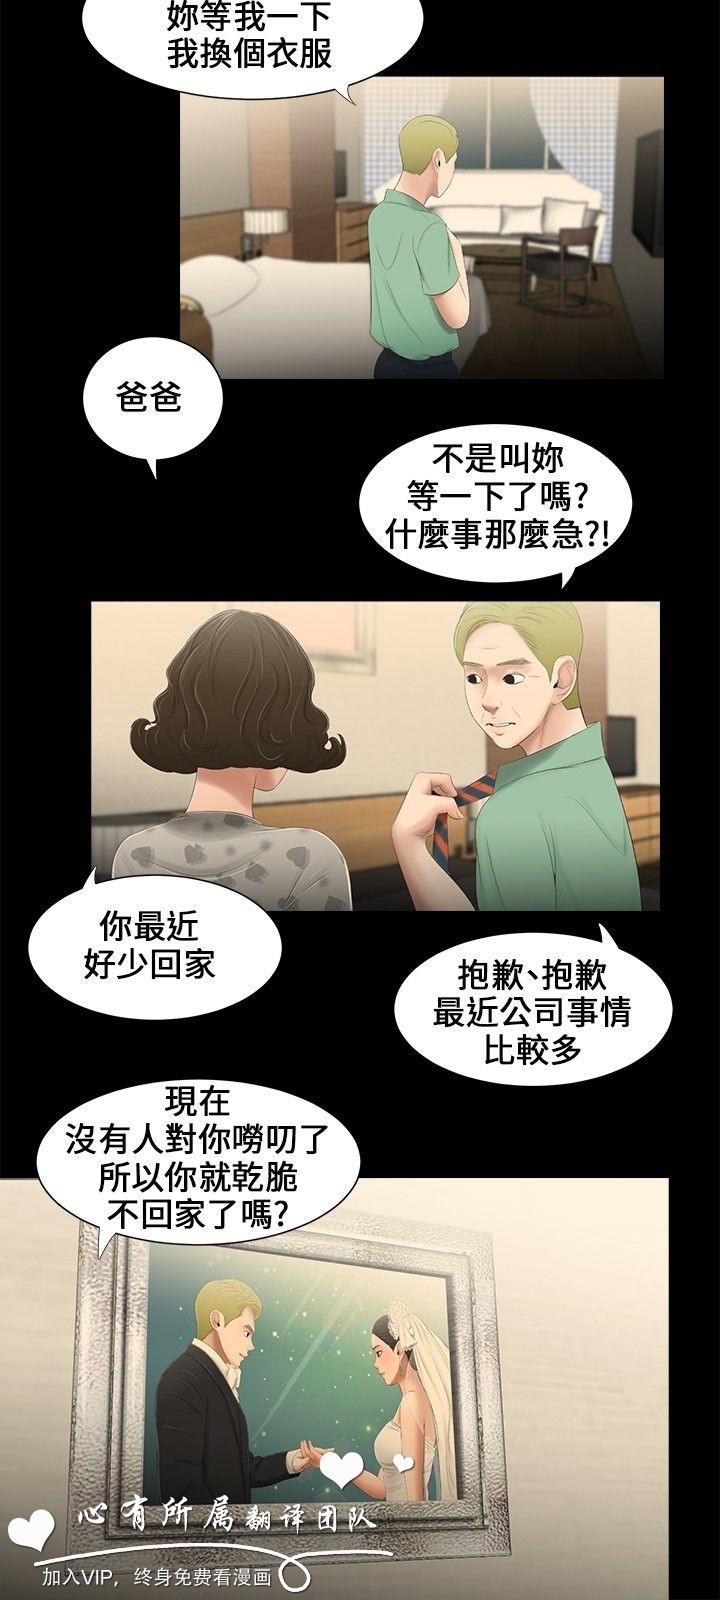 妳等我一下
我換個衣服
爸爸
不是叫妳
等一下了嗎?
什麼事那麼急?!
你最近
好少回家
抱歉、抱歉
最近公司事情
比較多
現在
沒有人對你嘮叨了
所以你就乾脆
不回家了嗎?
心有所属翻译团队
加入VIP，终身免费看漫画